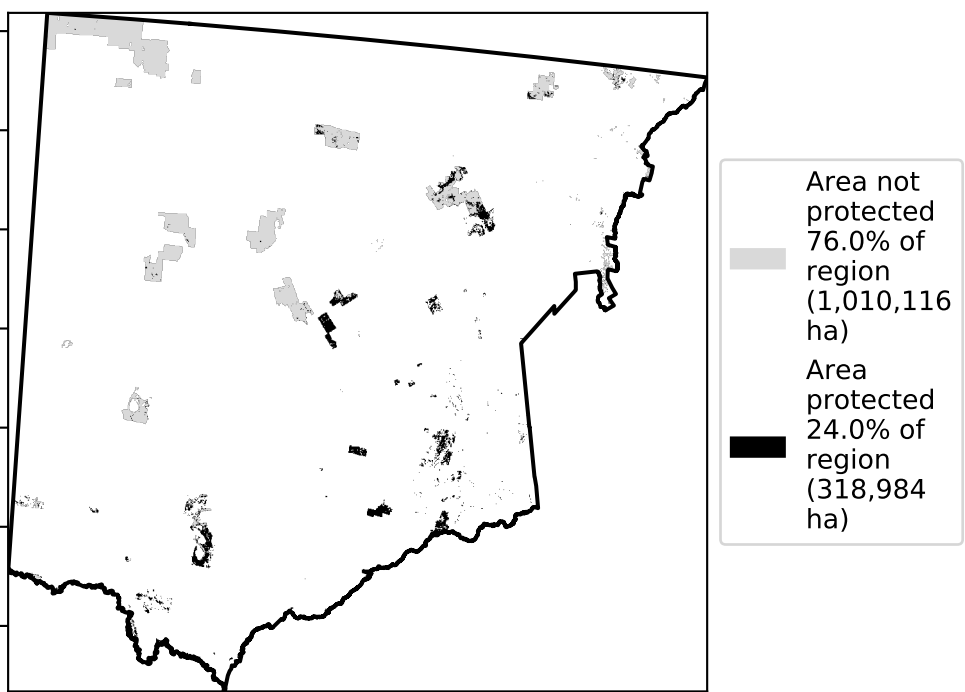 Area not
protected
76.0% of
region
(1,010,116
ha)
Area
protected
24.0% of
region
(318,984
ha)